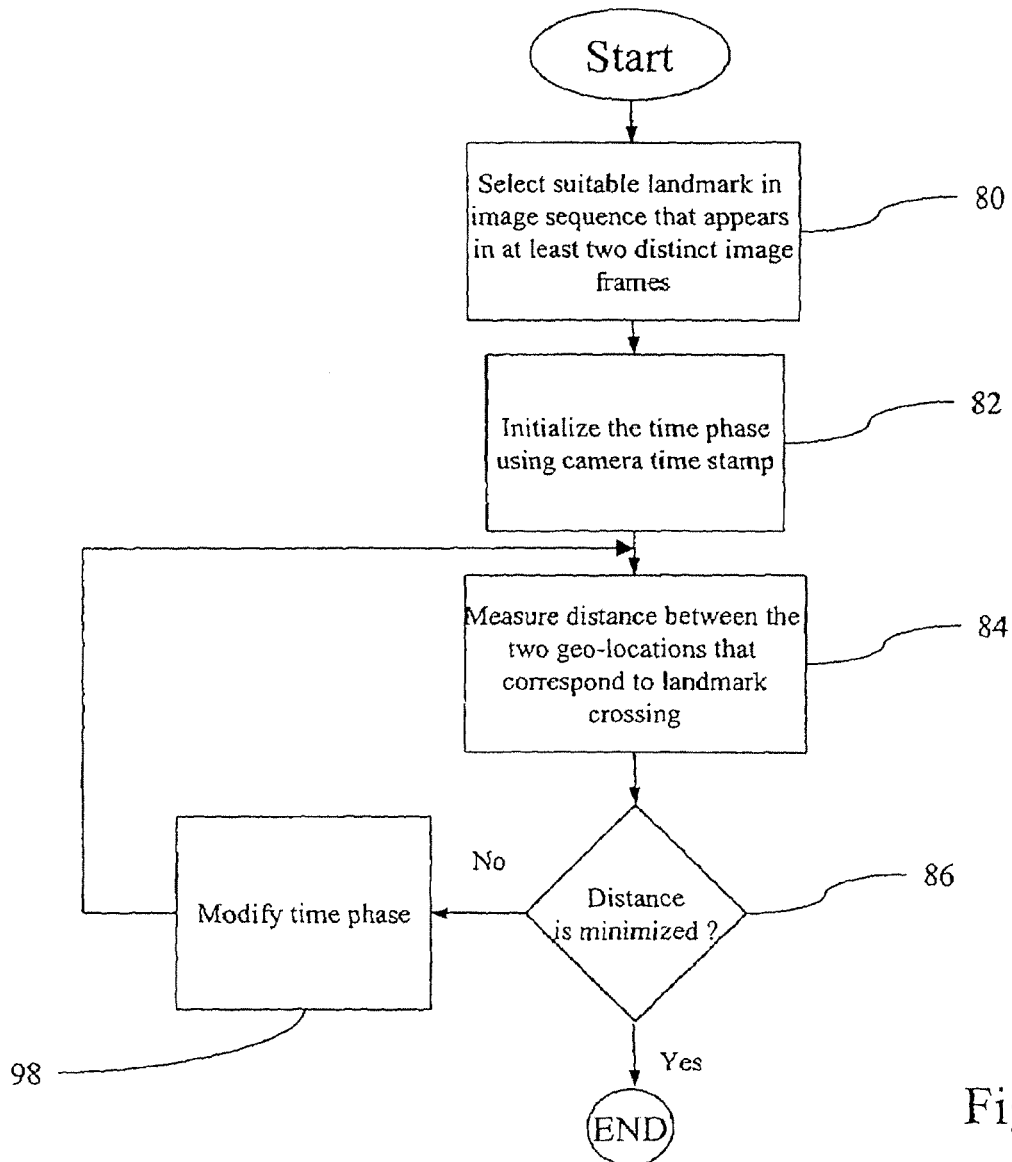 Start
Select suitable landmark in
image sequence that appears
in at least two distinct image
frames
80
Initialize the time phase
using camera time stamp
82
Measure distance between the
two geo-locations that
correspond to landmark
crossing
84
No
Modify time phase
Distance
is minimized ?
86
98
Yes
END